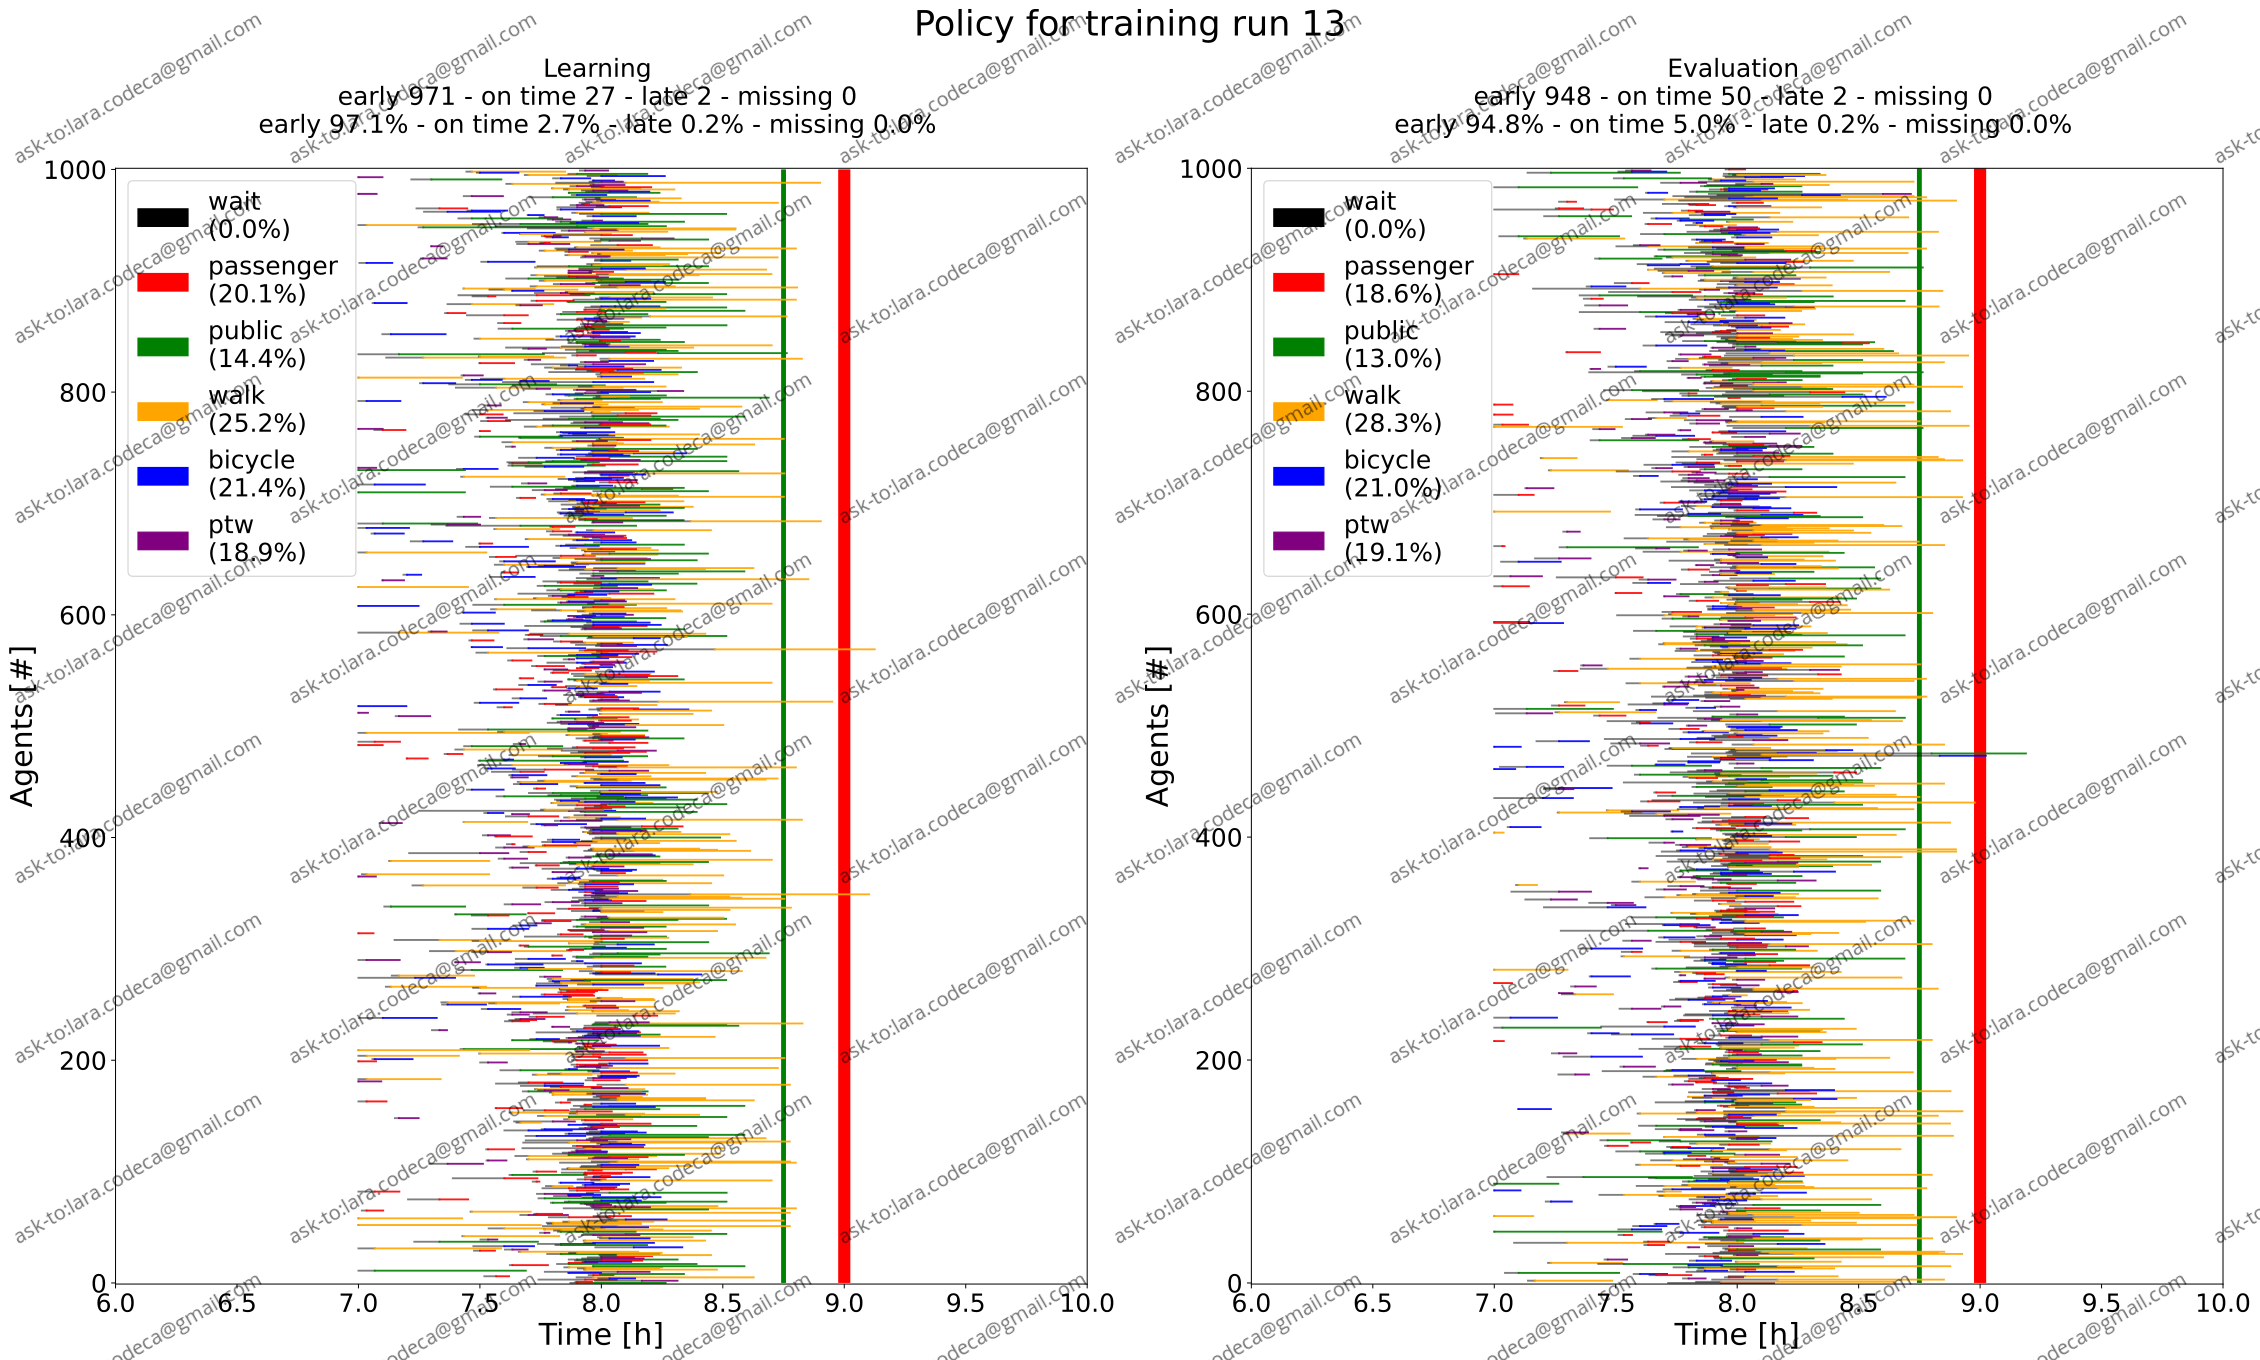 Policy for training run 13
Learning
early 971 - on time 27 - late 2 - missing 0
early 97.1% - on time 2.7% - late 0.2% - missing 0.0%
1000
800
600
400
200
0
Agents [#]
wait
(0.0%)
passenger
(20.1%)
public
(14.4%)
walk
(25.2%)
bicycle
(21.4%)
ptw
(18.9%)
6.0 6.5 7.0 7.5 8.0 8.5 9.0 9.5 10.0
Time [h]
Evaluation
early 948 - on time 50 - late 2 - missing 0
early 94.8% - on time 5.0% - late 0.2% - missing 0.0%
1000
800
600
400
200
0
Agents [#]
wait
(0.0%)
passenger
(18.6%)
public
(13.0%)
walk
(28.3%)
bicycle
(21.0%)
ptw
(19.1%)
6.0 6.5 7.0 7.5 8.0 8.5 9.0 9.5 10.0
Time [h]
ask-to:lara.codeca@gmail.com